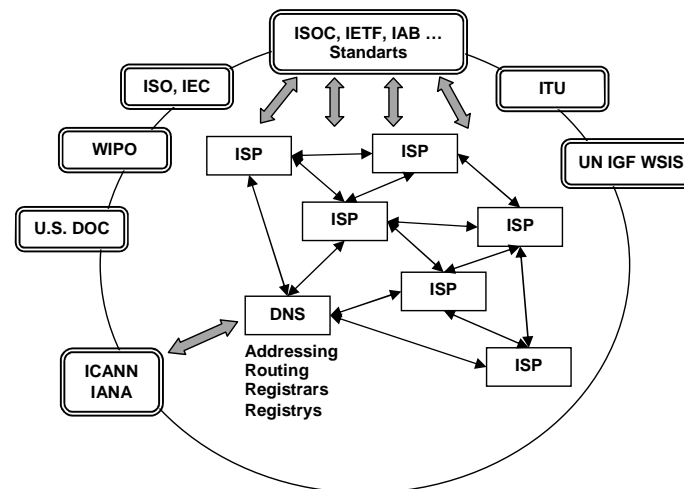 ISOC, IETF, IAB ...
Standarts
ISO, IEC
ITU
WIPO
ISP
ISP
UN IGF WSIS
U.S. DOC
ISP
ISP
ISP
DNS
Addressing
Routing
Registrars
Registrys
ISP
ICANN
IANA